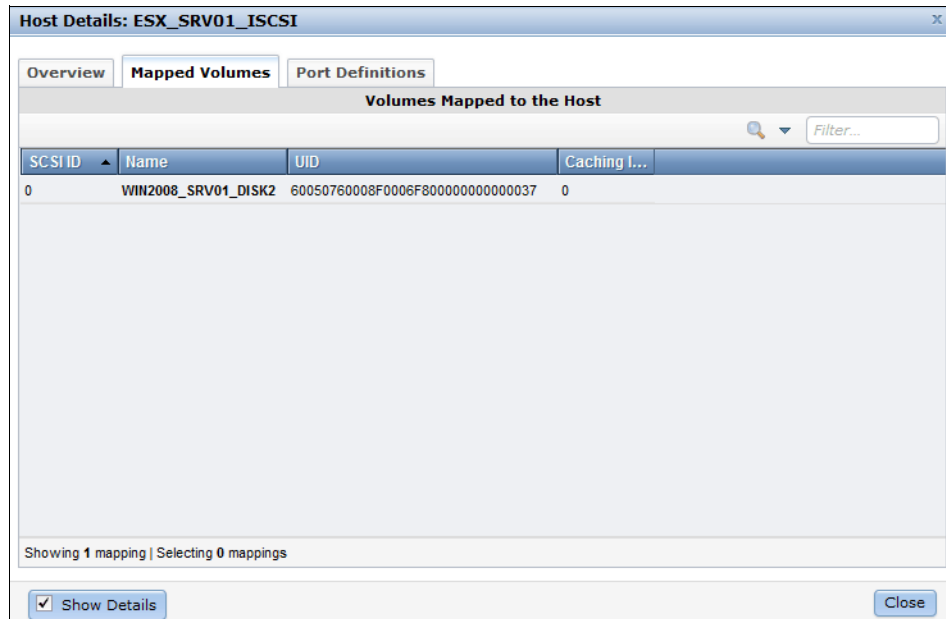 Host Details: ESX_SRV01_ISCSI x
Overview Mapped Volumes Port Definitions
Volumes Mapped to the Host
Filter...
SCSI ID Name UID Caching I...
0 WIN2008_SRV01_DISK2 60050760008F0006F800000000000037 0
Showing 1 mapping | Selecting 0 mappings
Show Details Close